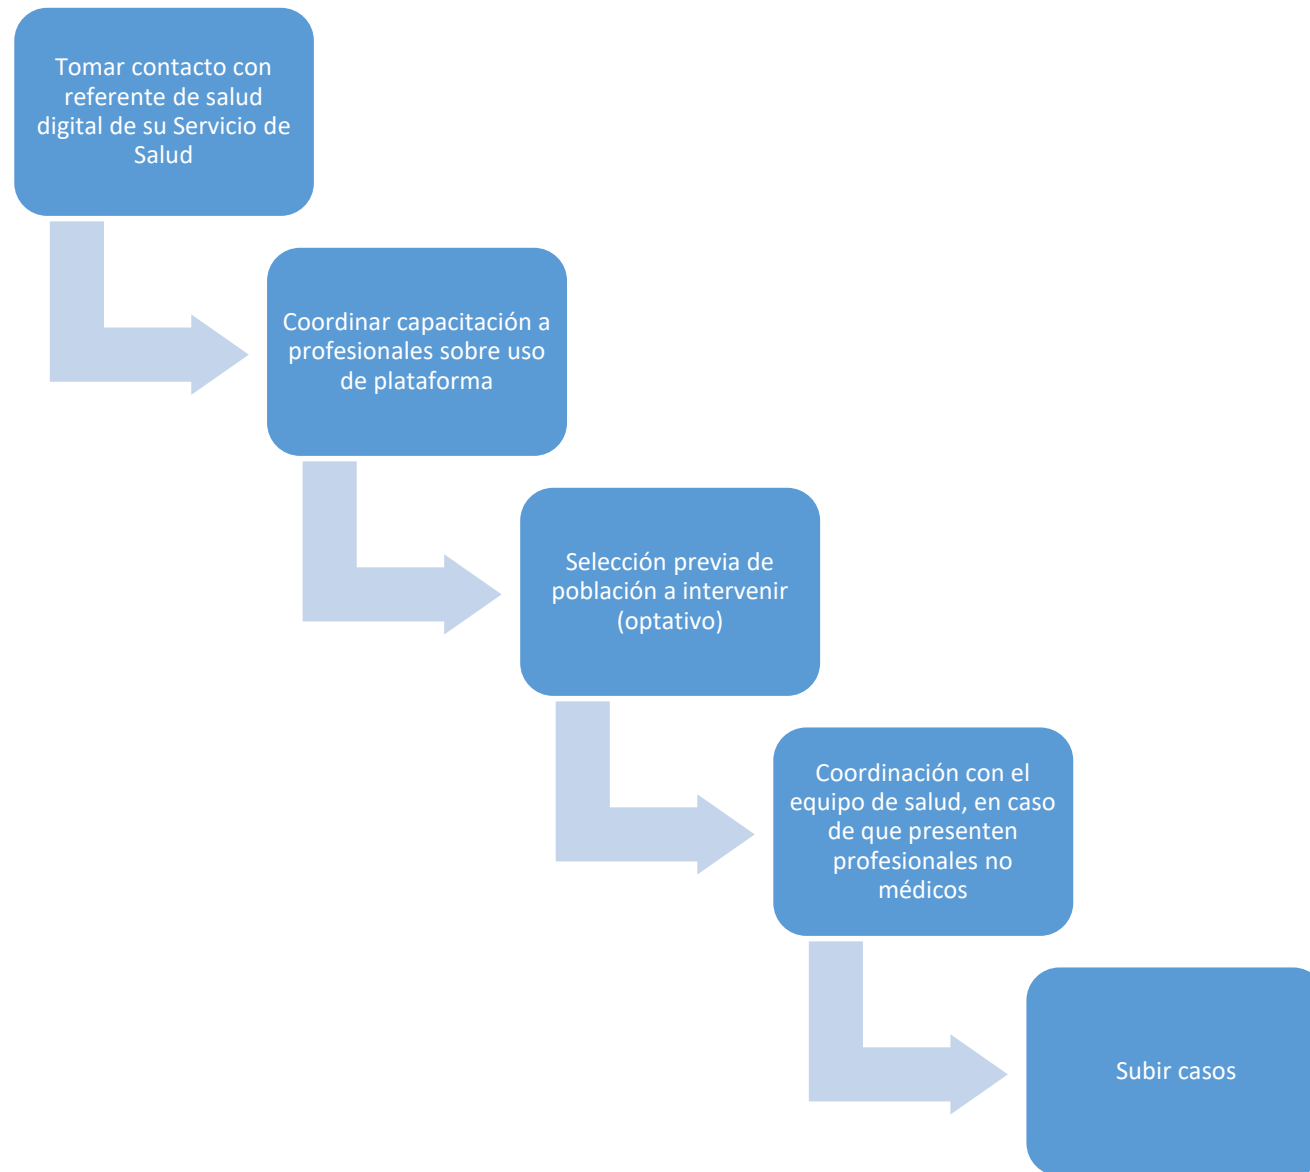 Tomar contacto con
referente de salud
digital de su Servicio de
Salud
Coordinar capacitación a
profesionales sobre uso
de plataforma
Selección previa de
población a intervenir
(optativo)
Coordinación con el
equipo de salud, en caso
de que presenten
profesionales no
médicos
Subir casos